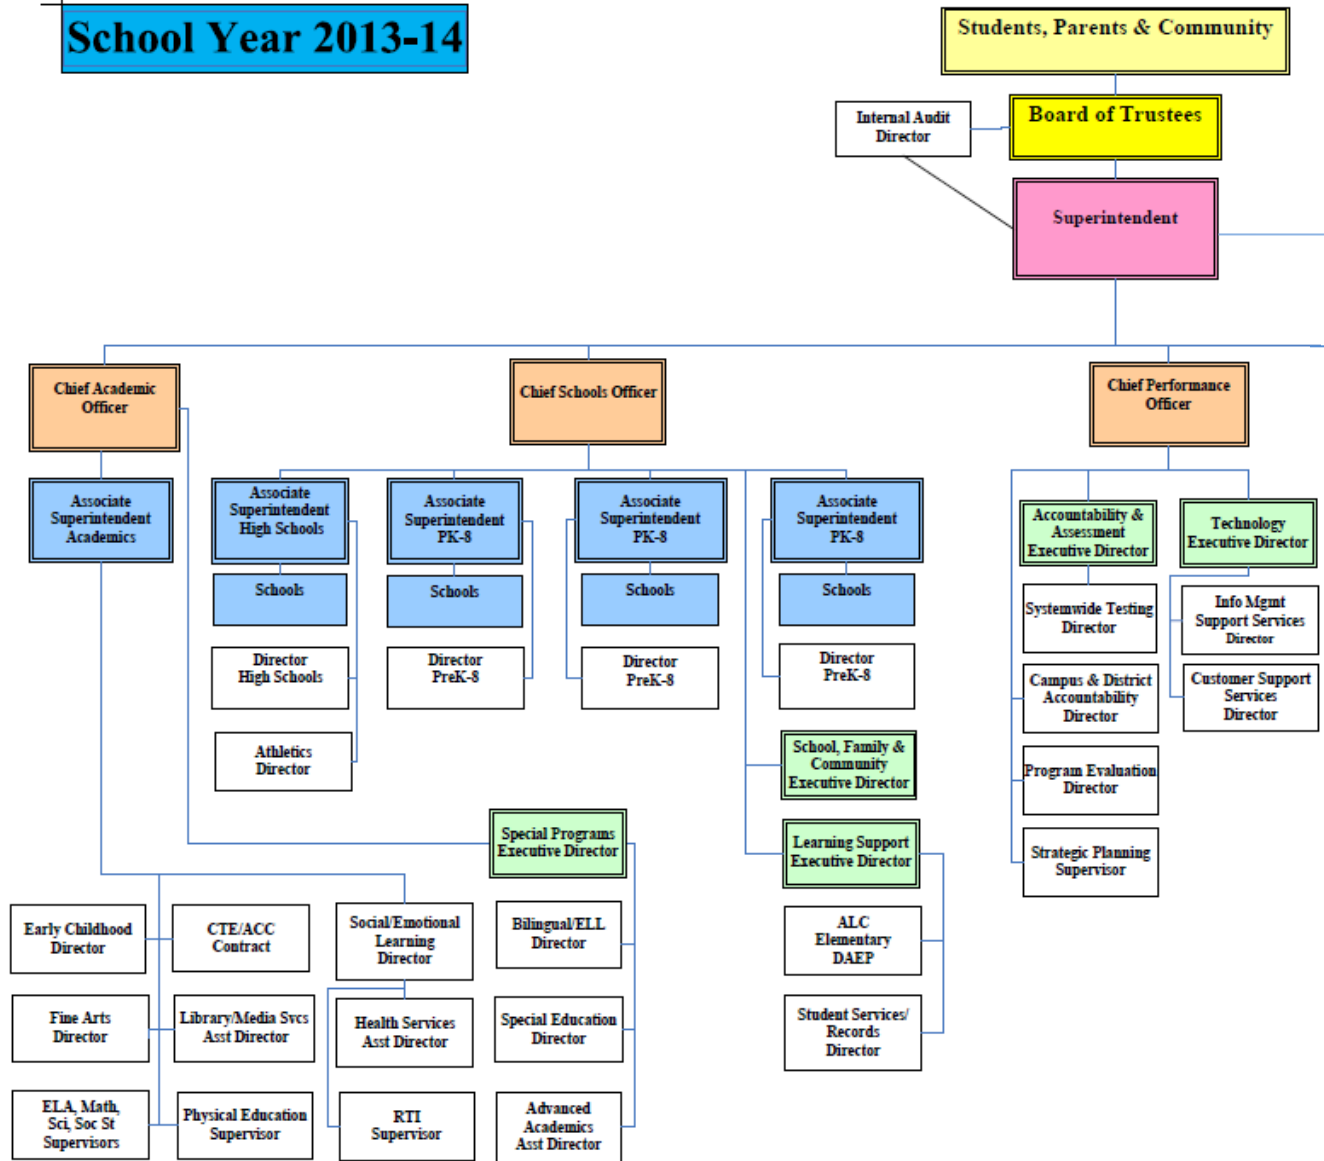 School Year 2013-14
Students, Parents & Community
Internal Audit
Director
Board of Trustees
Superintendent
Chief Academic
Officer
Chief Schools Officer
Chief Performance
Officer
Associate
Superintendent
Academics
Associate
Superintendent
High Schools
Associate
Superintendent
PK-8
Associate
Superintendent
PK-8
Associate
Superintendent
PK-8
Accountability &
Assessment
Executive Director
Technology
Executive Director
Schools
Schools
Schools
Schools
Systemwide Testing
Director
Info Mgmt
Support Services
Director
Director
High Schools
Director
PreK-8
Director
PreK-8
Director
PreK-8
Campus & District
Accountability
Director
Customer Support
Services
Director
Athletics
Director
School, Family &
Community
Executive Director
Program Evaluation
Director
Special Programs
Executive Director
Learning Support
Executive Director
Strategic Planning
Supervisor
Early Childhood
Director
CTE/ACC
Contract
Social/Emotional
Learning
Director
Bilingual/ELL
Director
ALC
Elementary
DAEP
Fine Arts
Director
Library/Media Svcs
Asst Director
Health Services
Asst Director
Special Education
Director
Student Services/
Records
Director
ELA, Math,
Sci, Soc St
Supervisors
Physical Education
Supervisor
RTI
Supervisor
Advanced
Academics
Asst Director